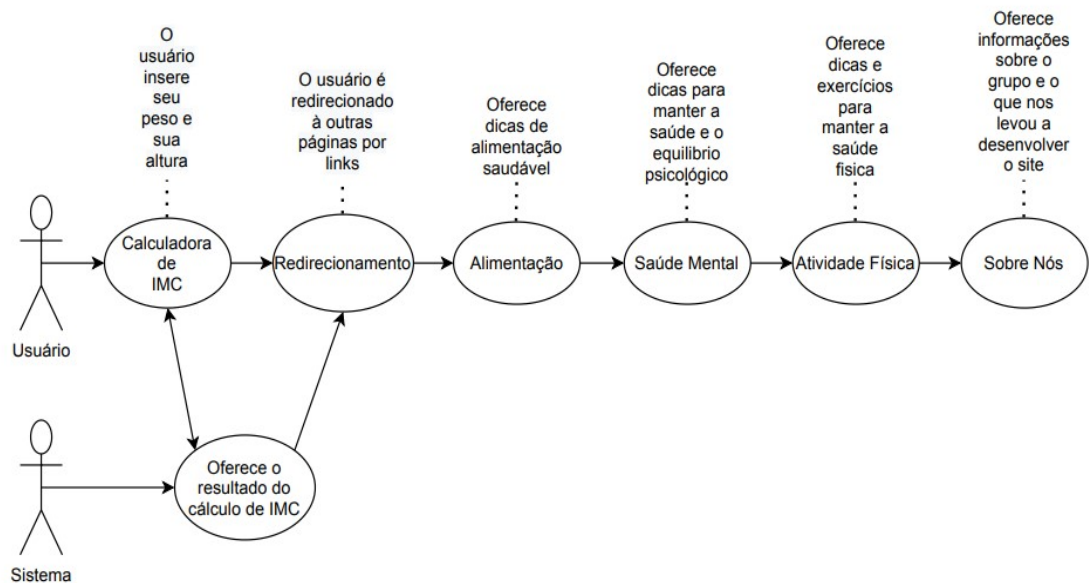 O
usuário
insere
seu
peso e
sua
altura
O usuário é
redirecionado
à outras
páginas por
links
Oferece
dicas de
alimentação
saudável
Oferece
dicas para
manter a
saúde e o
equilibrio
psicológico
Oferece
dicas e
exercícios
para
manter a
saúde
fisica
Oferece
informações
sobre o
grupo e o
que nos
levou a
desenvolver
o site
Calculadora
de
IMC
Redirecionamento
Alimentação
Saúde Mental
Atividade Física
Sobre Nós
Usuário
Oferece o
resultado do
cálculo de IMC
Sistema